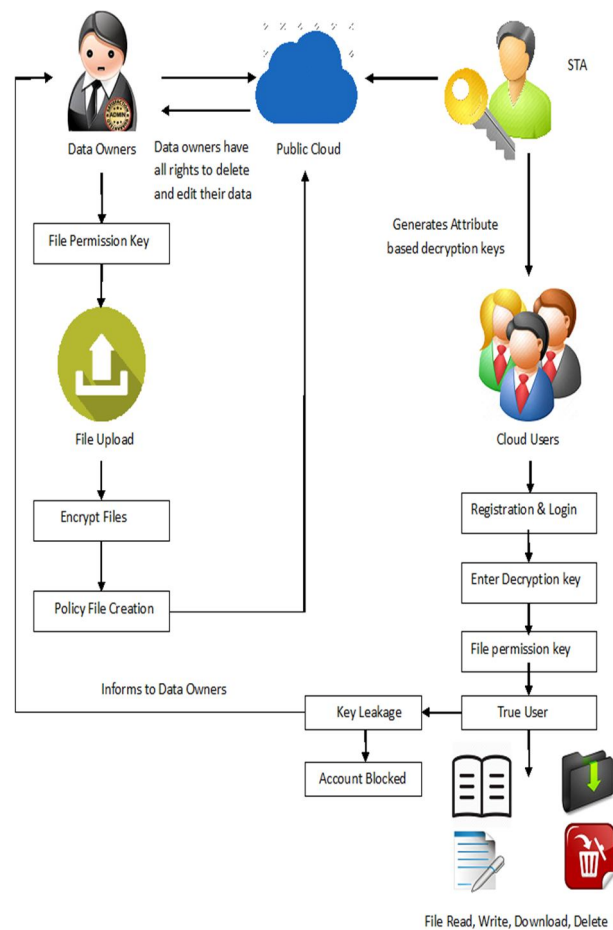 STA
ADMIN
Data Owners
Data owners have
all rights to delete
and edit their data
Public Cloud
File Permission Key
Generates Attribute
based decryption keys
File Upload
Cloud Users
Encrypt Files
Registration & Login
Policy File Creation
Enter Decryption key
File permission key
Informs to Data Owners
Key Leakage
True User
Account Blocked
File Read, Write, Download, Delete